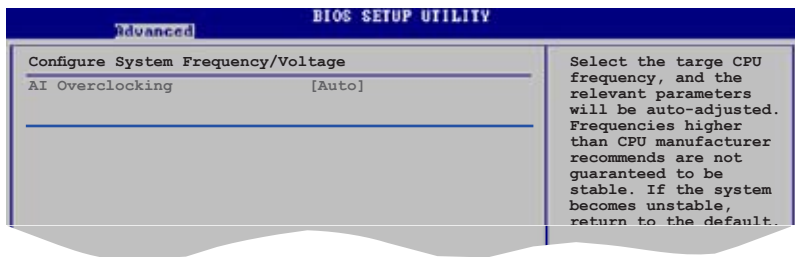 BIOS SETUP UTILITY
Advanced
Configure System Frequency/Voltage
AI Overclocking [Auto]
Select the targe CPU
frequency, and the
relevant parameters
will be auto-adjusted.
Frequencies higher
than CPU manufacturer
recommends are not
guaranteed to be
stable. If the system
becomes unstable,
return to the default.